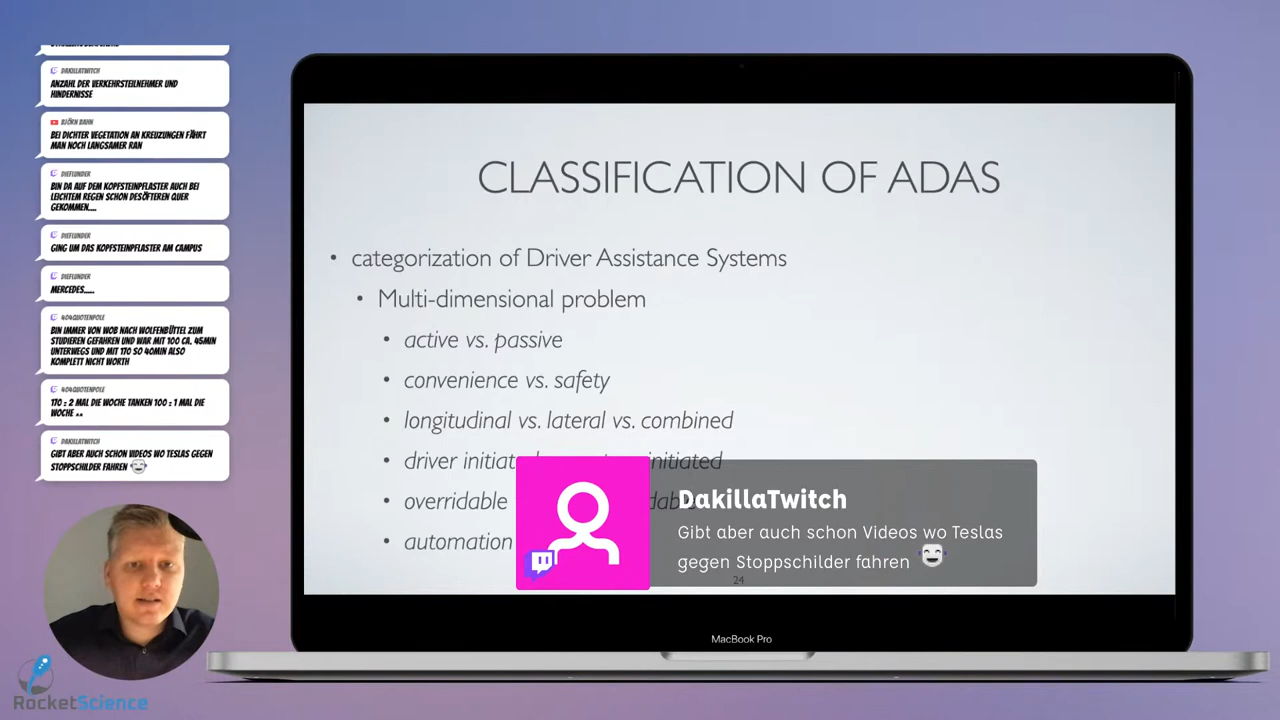 DAKILLATWITCH
ANZAHL DER VERKEHRSTEILNEHMER UND
HINDERNISSE
BJÖRN BAHN
BEI DICHTER VEGETATION AN KREUZUNGEN FÄHRT
MAN NOCH LANGSAMER RAN
DIEFLUNDER
BIN DA AUF DEM KOPFSTEINPFLASTER AUCH BEI
LEICHTEM REGEN SCHON DESÖFTEREN QUER
GEKOMMEN....
DIEFLUNDER
GING UM DAS KOPFSTEINPFLASTER AM CAMPUS
DIEFLUNDER
MERCEDES.....
404QUOTENPOLE
BIN IMMER VON WOB NACH WOLFENBÜTTEL ZUM
STUDIEREN GEFAHREN UND WAR MIT 100 CA. 45MIN
UNTERWEGS UND MIT 170 SO 40MIN ALSO
KOMPLETT NICHT WORTH
404QUOTENPOLE
170 = 2 MAL DIE WOCHE TANKEN 100 = 1 MAL DIE
WOCHE ^^
DAKILLATWITCH
GIBT ABER AUCH SCHON VIDEOS WO TESLAS GEGEN
STOPPSCHILDER FAHREN
RocketScience
CLASSIFICATION OF ADAS
• categorization of Driver Assistance Systems
• Multi-dimensional problem
• active vs. passive
• convenience vs. safety
• longitudinal vs. lateral vs. combined
• driver initiated
• overridable
• automation
DakillaTwitch
Gibt aber auch schon Videos wo Teslas
gegen Stoppschilder fahren
24
MacBook Pro